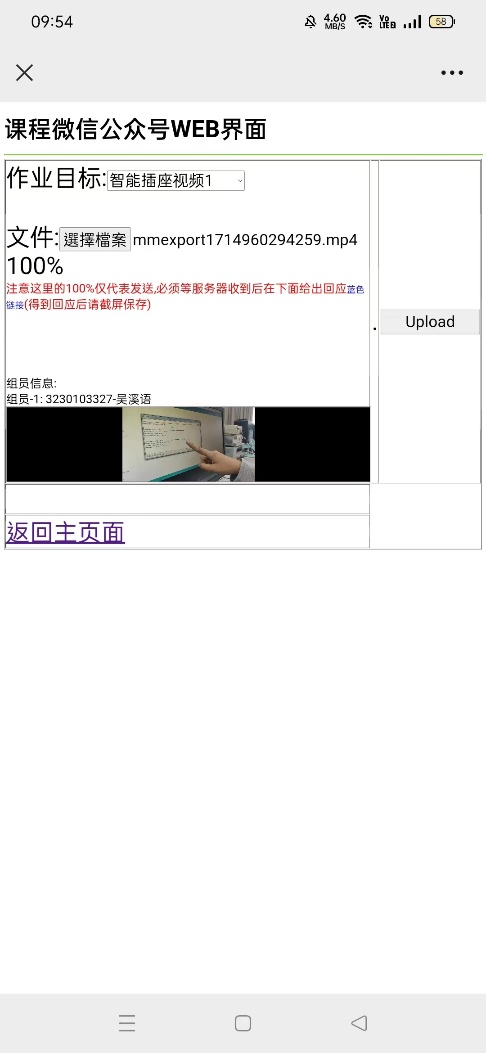 09:54
4.60
MB/S
Vo
LTE 2
58
课程微信公众号WEB界面
作业目标:智能插座视频1
文件:選擇檔案 mmexport1714960294259.mp4
100%
注意这里的100%仅代表发送,必须等服务器收到后在下面给出回应蓝色
链接(得到回应后请截屏保存)
.
Upload
组员信息:
组员-1: 3230103327-吴溪语
返回主页面